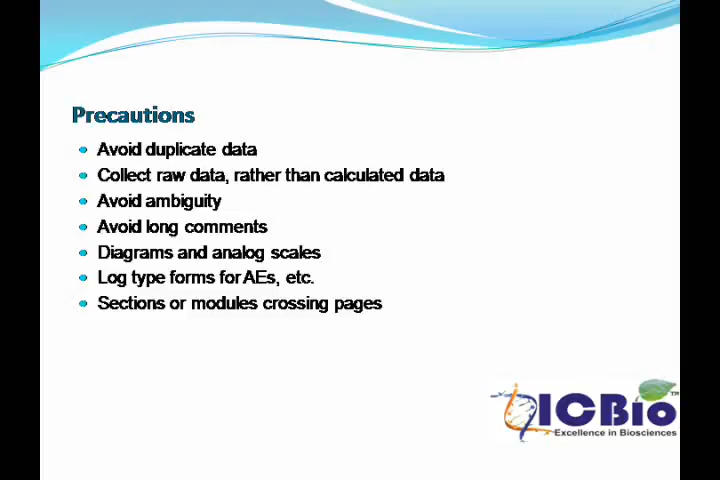 Precautions
Avoid duplicate data
Collect raw data, rather than calculated data
Avoid ambiguity
Avoid long comments
Diagrams and analog scales
Log type forms for AEs, etc.
Sections or modules crossing pages
ICBio TM
Excellence in Biosciences